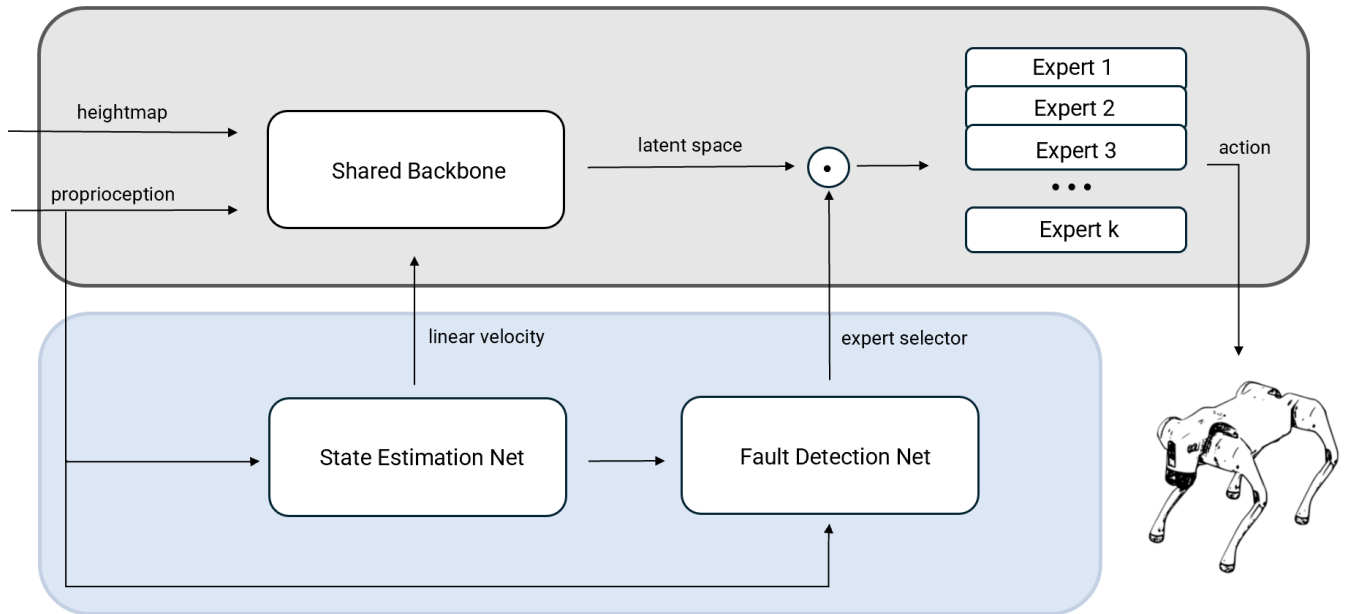 heightmap
proprioception
Shared Backbone
latent space
Expert 1
Expert 2
Expert 3
•••
Expert k
action
linear velocity
expert selector
State Estimation Net
Fault Detection Net